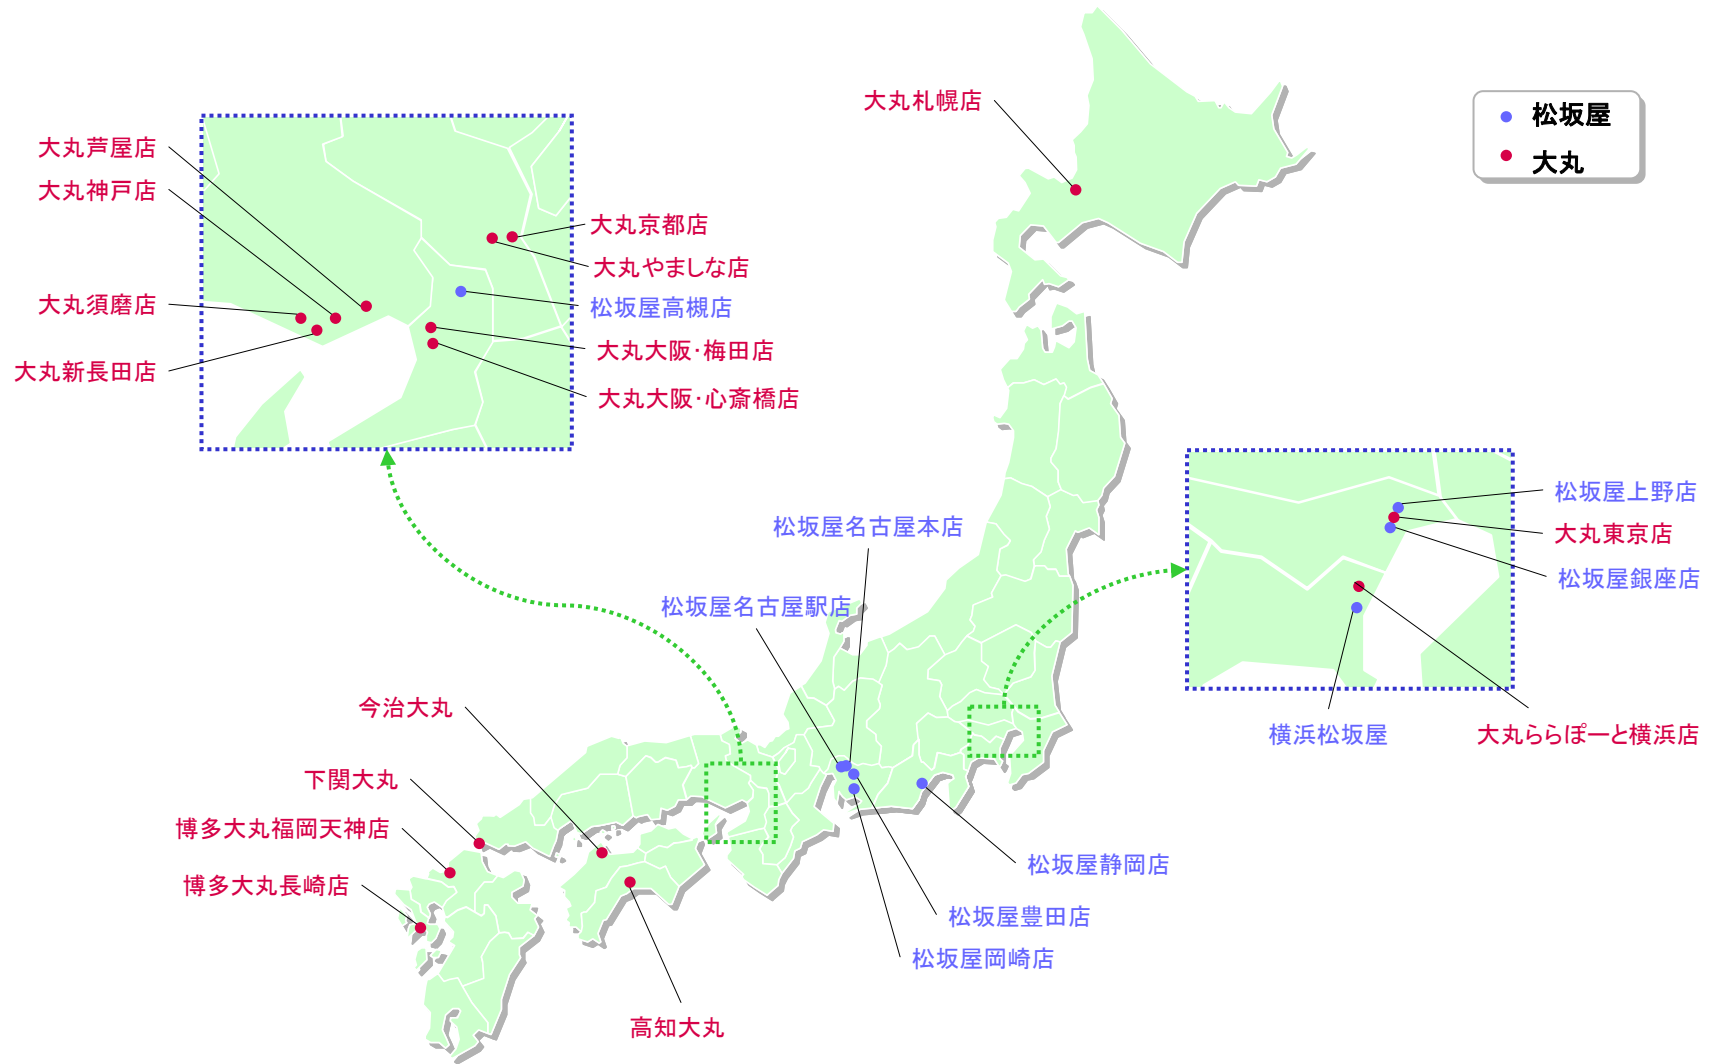 大丸札幌店
松坂屋
大丸
大丸芦屋店
大丸神戸店
大丸須磨店
大丸新長田店
大丸京都店
大丸やましな店
松坂屋高槻店
大丸大阪・梅田店
大丸大阪・心斎橋店
松坂屋上野店
大丸東京店
松坂屋銀座店
横浜松坂屋
大丸ららぽーと横浜店
松坂屋名古屋本店
松坂屋名古屋駅店
今治大丸
下関大丸
博多大丸福岡天神店
博多大丸長崎店
高知大丸
松坂屋静岡店
松坂屋豊田店
松坂屋岡崎店